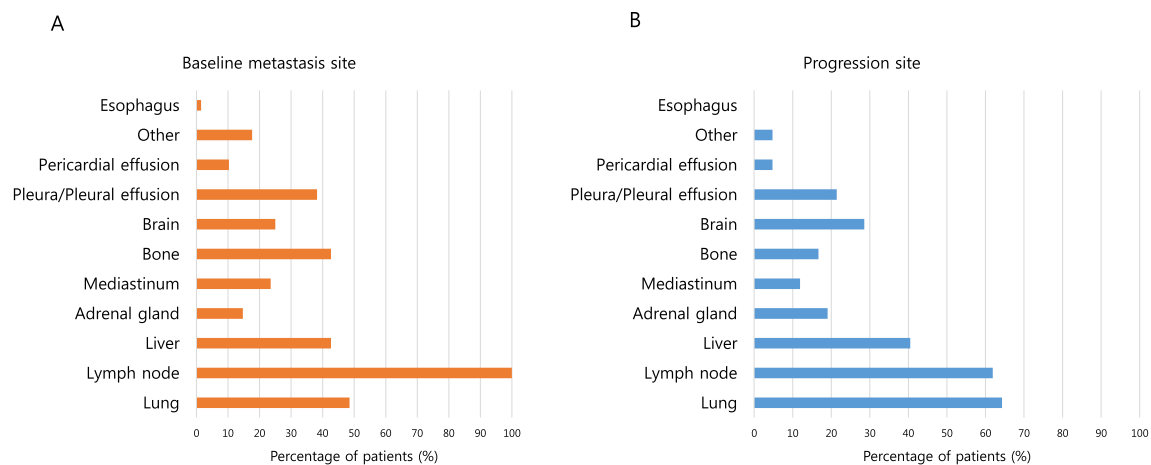 A
Baseline metastasis site
Esophagus
Other
Pericardial effusion
Pleura/Pleural effusion
Brain
Bone
Mediastinum
Adrenal gland
Liver
Lymph node
Lung
0 10 20 30 40 50 60 70 80 90 100
Percentage of patients (%)
B
Progression site
Esophagus
Other
Pericardial effusion
Pleura/Pleural effusion
Brain
Bone
Mediastinum
Adrenal gland
Liver
Lymph node
Lung
0 10 20 30 40 50 60 70 80 90 100
Percentage of patients (%)